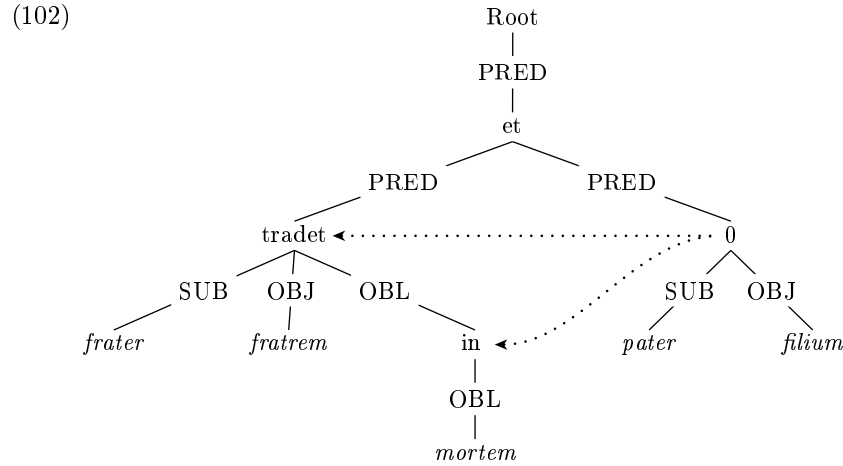 (102)
Root
PRED
et
PRED PRED
tradet 0
SUB OBJ OBL SUB OBJ
frater fratrem in pater filium
OBL
mortem